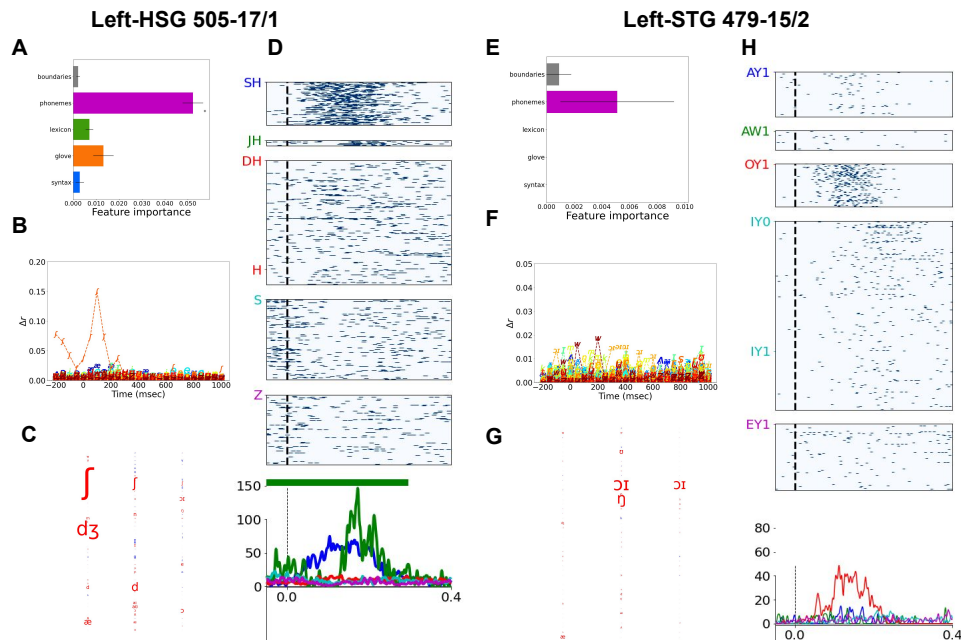 Left-HSG 505-17/1
A
boundaries
phonemes
lexicon
glove
syntax
*
0.000 0.010 0.020 0.030 0.040 0.050
Feature importance
B
0.20
0.15
0.10
0.05
0.00
Δr
−200 0 200 400 600 800 1000
Time (msec)
C
ʃ
dʒ
æ
ʃ
d
D
SH
JH
DH
H
S
Z
150
100
50
0
0.0 0.4
Left-STG 479-15/2
E
boundaries
phonemes
lexicon
glove
syntax
0.000 0.002 0.004 0.006 0.008 0.010
Feature importance
F
0.05
0.04
0.03
0.02
0.01
0.00
Δr
−200 0 200 400 600 800 1000
Time (msec)
G
ɔɪ
ŋ
ɔɪ
H
AY1
AW1
OY1
IY0
IY1
EY1
80
60
40
20
0
0.0 0.4